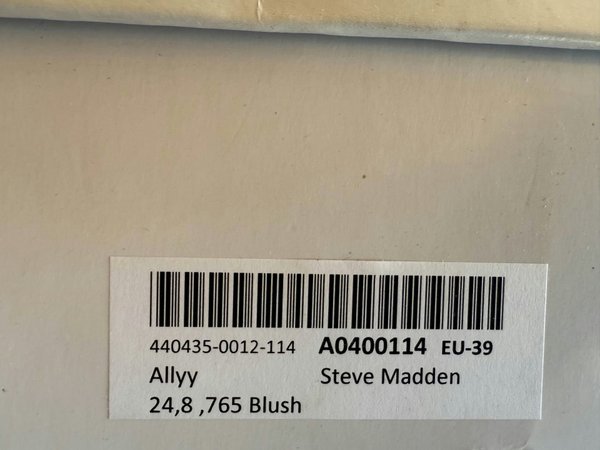 440435-0012-114 A0400114 EU-39
Allyy Steve Madden
24,8 ,765 Blush